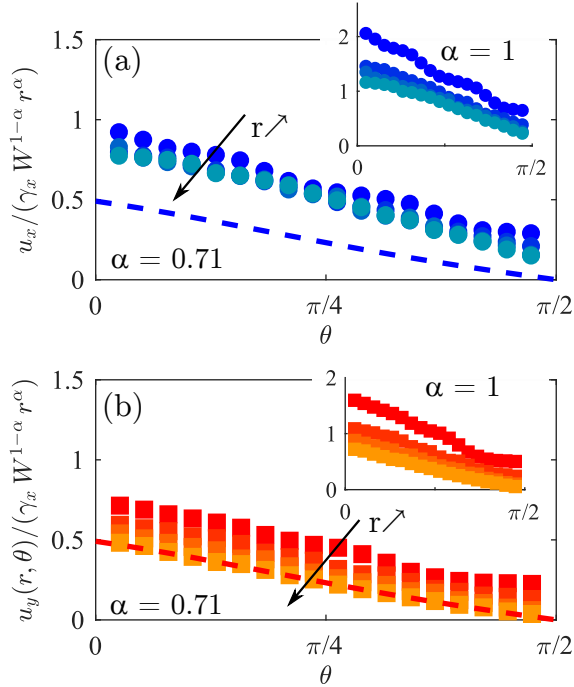 (a)
α = 1
2
1
0
0
π/2
1.5
1
0.5
0
u_x/(γ_x W^{1-α} r^α)
r↗
α = 0.71
0
π/4
π/2
θ
(b)
α = 1
2
1
0
0
π/2
1.5
1
0.5
0
u_y(r, θ)/(γ_x W^{1-α} r^α)
r↗
α = 0.71
0
π/4
π/2
θ